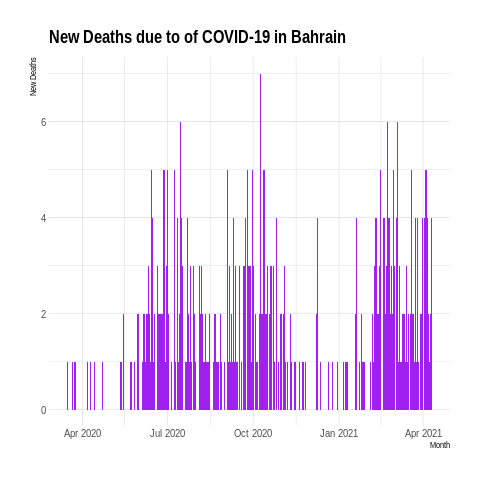 New Deaths due to of COVID-19 in Bahrain
New Deaths
6
4
2
0
Apr 2020 Jul 2020 Oct 2020 Jan 2021 Apr 2021
Month